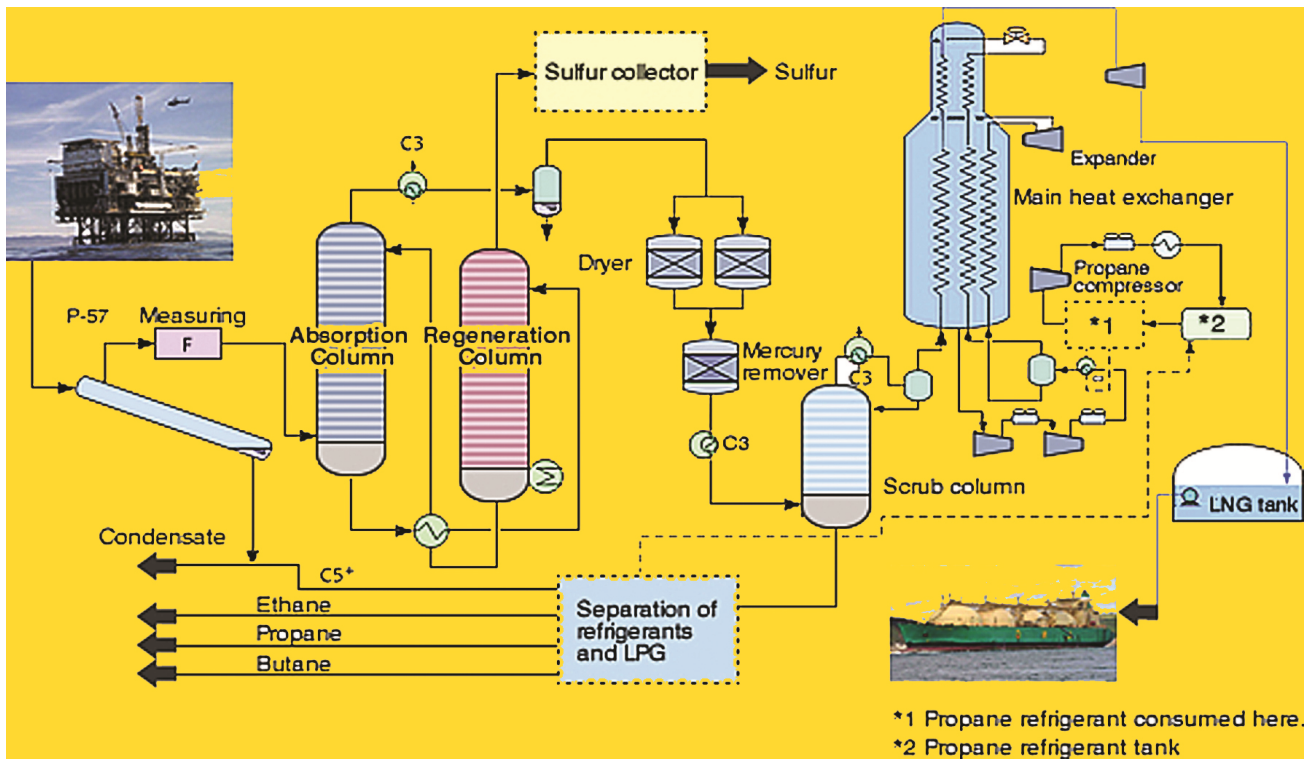 Sulfur collector
Sulfur
C3
Expander
Main heat exchanger
Dryer
Propane
compressor
P-57
Measuring
F
Absorption
Column
Regeneration
Column
*1
*2
Mercury
remover
C3
C3
Scrub column
LNG tank
Condensate
C5+
Ethane
Propane
Butane
Separation of
refrigerants
and LPG
*1 Propane refrigerant consumed here.
*2 Propane refrigerant tank